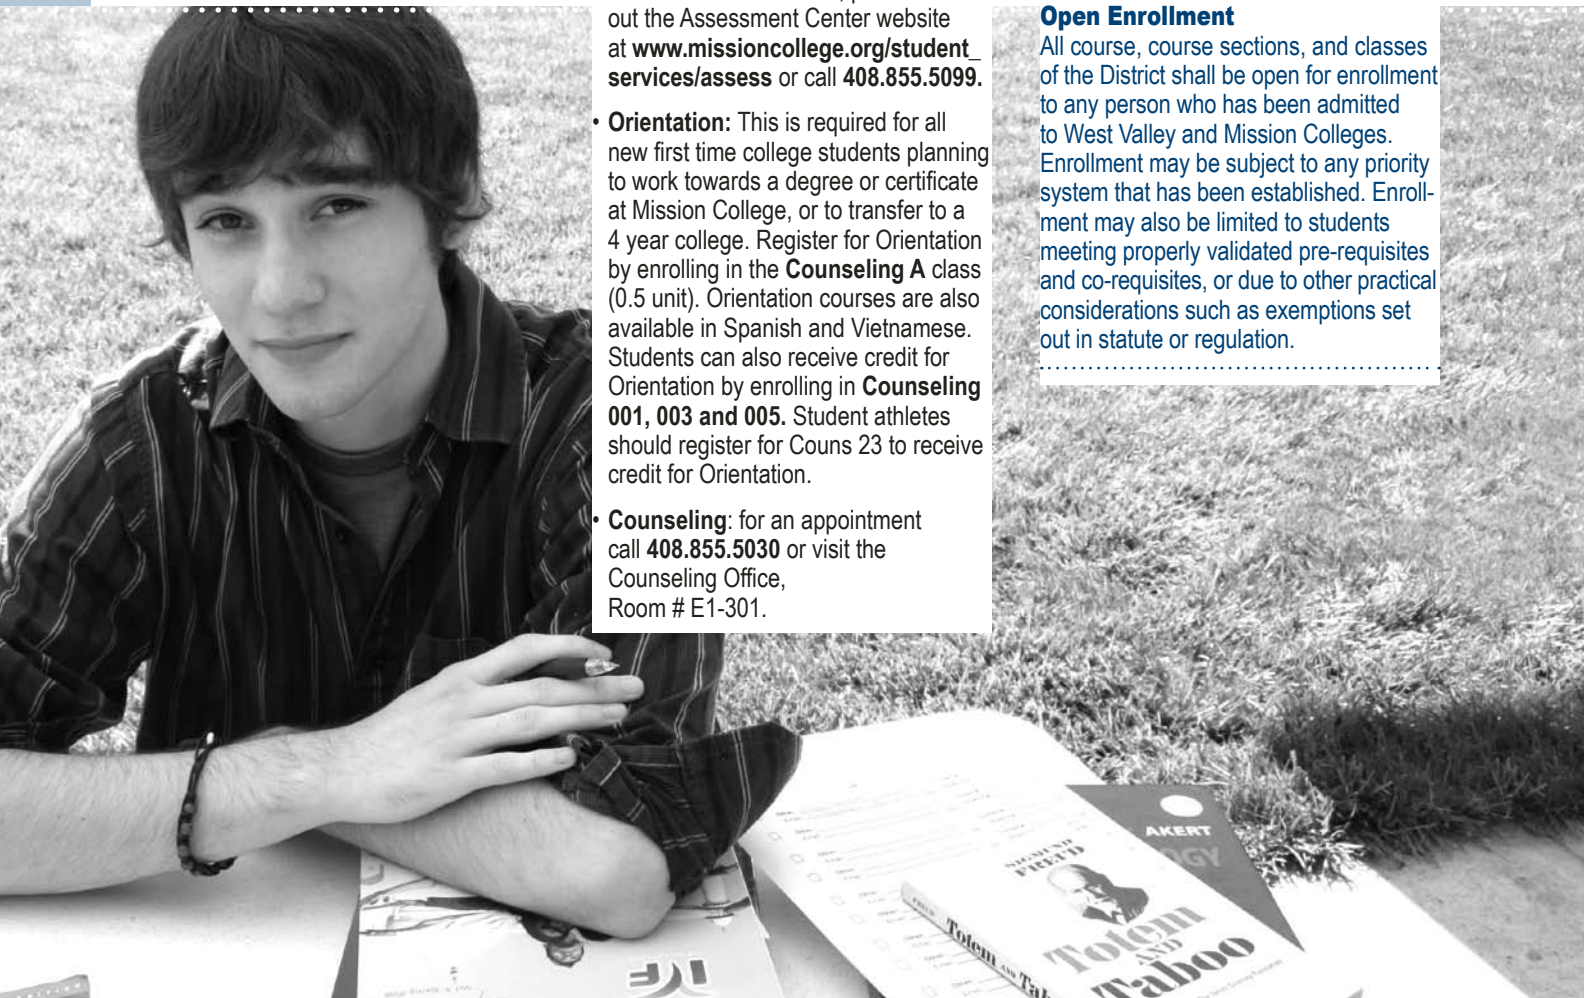 out the Assessment Center website
at www.missioncollege.org/student_
services/assess or call 408.855.5099.
• Orientation: This is required for all
new first time college students planning
to work towards a degree or certificate
at Mission College, or to transfer to a
4 year college. Register for Orientation
by enrolling in the Counseling A class
(0.5 unit). Orientation courses are also
available in Spanish and Vietnamese.
Students can also receive credit for
Orientation by enrolling in Counseling
001, 003 and 005. Student athletes
should register for Couns 23 to receive
credit for Orientation.
• Counseling: for an appointment
call 408.855.5030 or visit the
Counseling Office,
Room # E1-301.
Open Enrollment
All course, course sections, and classes
of the District shall be open for enrollment
to any person who has been admitted
to West Valley and Mission Colleges.
Enrollment may be subject to any priority
system that has been established. Enroll-
ment may also be limited to students
meeting properly validated pre-requisites
and co-requisites, or due to other practical
considerations such as exemptions set
out in statute or regulation.
AKERT
SIGMUND
FREUD
Totem
AND
Taboo
FREUD
Totem AND